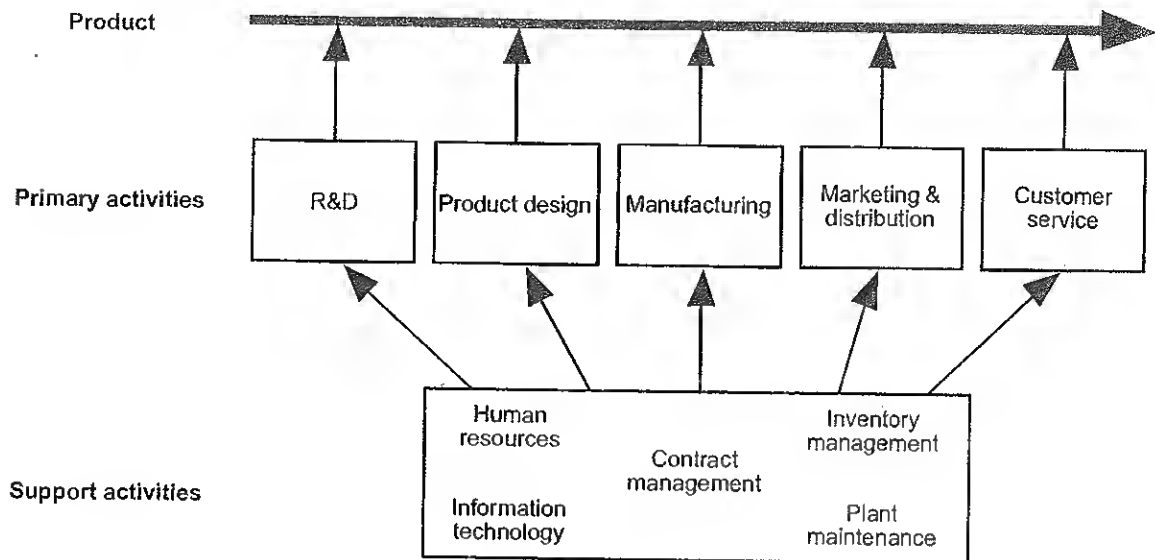 Product
Primary activities
R&D
Product design
Manufacturing
Marketing &
distribution
Customer
service
Support activities
Human
resources
Information
technology
Contract
management
Inventory
management
Plant
maintenance